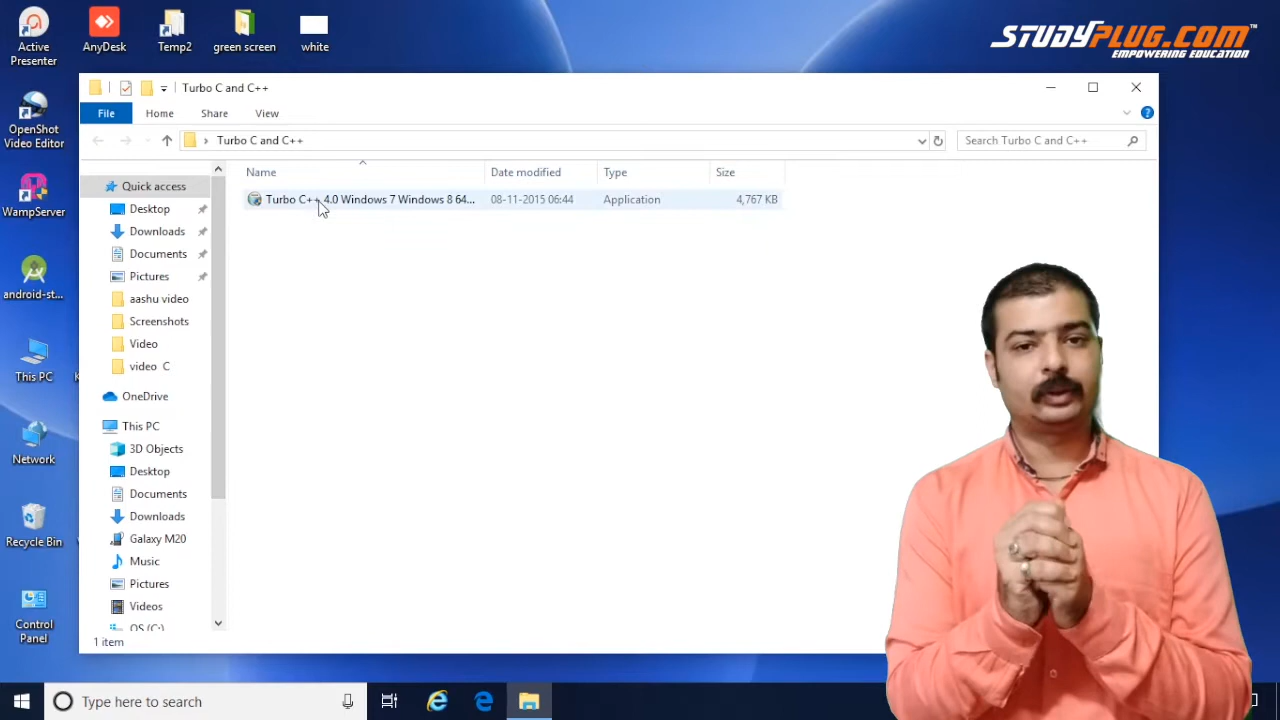 STUDYPLUG.COM™
EMPOWERING EDUCATION
Active Presenter
AnyDesk
Temp2
green screen
white
OpenShot Video Editor
WampServer
android-st...
This PC
Network
Recycle Bin
Control Panel
Turbo C and C++
File
Home
Share
View
Turbo C and C++
Search Turbo C and C++
Name
Date modified
Type
Size
Turbo C++ 4.0 Windows 7 Windows 8 64...
08-11-2015 06:44
Application
4,767 KB
Quick access
Desktop
Downloads
Documents
Pictures
aashu video
Screenshots
Video
video C
OneDrive
This PC
3D Objects
Desktop
Documents
Downloads
Galaxy M20
Music
Pictures
Videos
OS (C:)
1 item
Type here to search